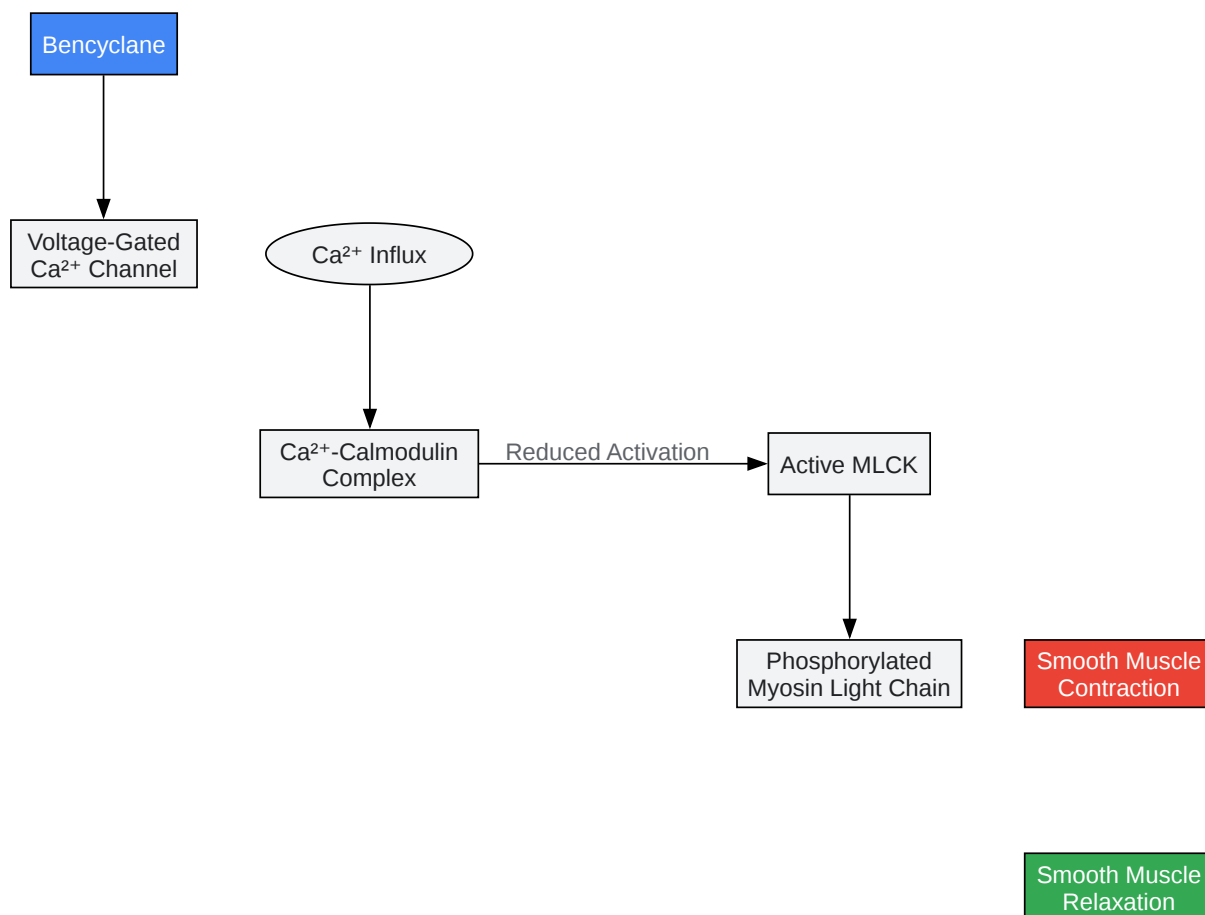 Bencyclane
Voltage-Gated
Ca²⁺ Channel
Ca²⁺ Influx
Ca²⁺-Calmodulin
Complex
Reduced Activation
Active MLCK
Phosphorylated
Myosin Light Chain
Smooth Muscle
Contraction
Smooth Muscle
Relaxation